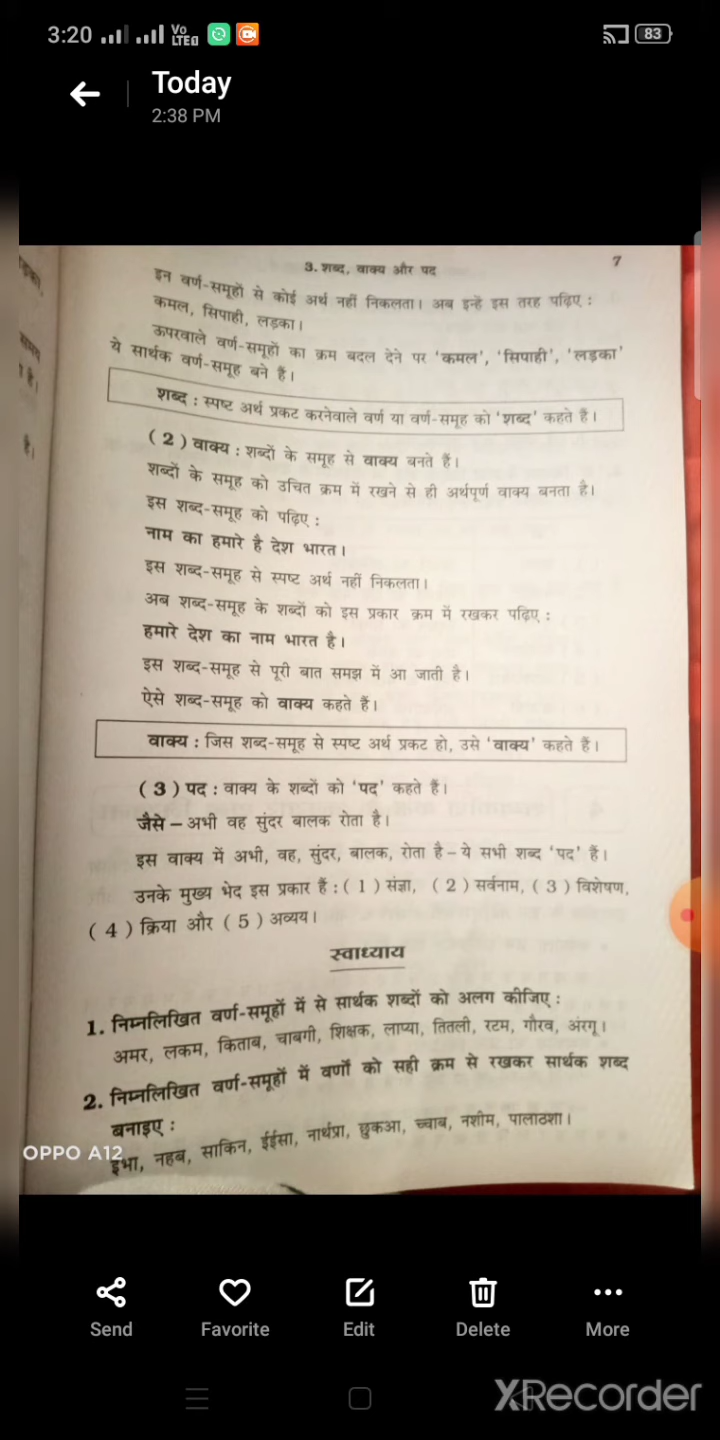 3:20 Vo LTE 83
Today
2:38 PM
3. शब्द, वाक्य और पद 7
इन वर्ण-समूहों से कोई अर्थ नहीं निकलता। अब इन्हें इस तरह पढ़िए :
कमल, सिपाही, लड़का।
ऊपरवाले वर्ण-समूहों का क्रम बदल देने पर 'कमल', 'सिपाही', 'लड़का'
ये सार्थक वर्ण-समूह बने हैं।
शब्द : स्पष्ट अर्थ प्रकट करनेवाले वर्ण या वर्ण-समूह को 'शब्द' कहते हैं।
( 2 ) वाक्य : शब्दों के समूह से वाक्य बनते हैं।
शब्दों के समूह को उचित क्रम में रखने से ही अर्थपूर्ण वाक्य बनता है।
इस शब्द-समूह को पढ़िए :
नाम का हमारे है देश भारत।
इस शब्द-समूह से स्पष्ट अर्थ नहीं निकलता।
अब शब्द-समूह के शब्दों को इस प्रकार क्रम में रखकर पढ़िए :
हमारे देश का नाम भारत है।
इस शब्द-समूह से पूरी बात समझ में आ जाती है।
ऐसे शब्द-समूह को वाक्य कहते हैं।
वाक्य : जिस शब्द-समूह से स्पष्ट अर्थ प्रकट हो, उसे 'वाक्य' कहते हैं।
( 3 ) पद : वाक्य के शब्दों को 'पद' कहते हैं।
जैसे – अभी वह सुंदर बालक रोता है।
इस वाक्य में अभी, वह, सुंदर, बालक, रोता है – ये सभी शब्द 'पद' हैं।
उनके मुख्य भेद इस प्रकार हैं : ( 1 ) संज्ञा, ( 2 ) सर्वनाम, ( 3 ) विशेषण,
( 4 ) क्रिया और ( 5 ) अव्यय।
स्वाध्याय
1. निम्नलिखित वर्ण-समूहों में से सार्थक शब्दों को अलग कीजिए :
अमर, लकम, किताब, चाबगी, शिक्षक, लाप्या, तितली, रटम, गौरव, अंरगू।
2. निम्नलिखित वर्ण-समूहों में वर्णों को सही क्रम से रखकर सार्थक शब्द
बनाइए :
ईभा, नहब, साकिन, ईईसा, नार्थप्रा, छुकआ, च्चाब, नशीम, पालाठशा।
OPPO A12
Send Favorite Edit Delete More
XRecorder